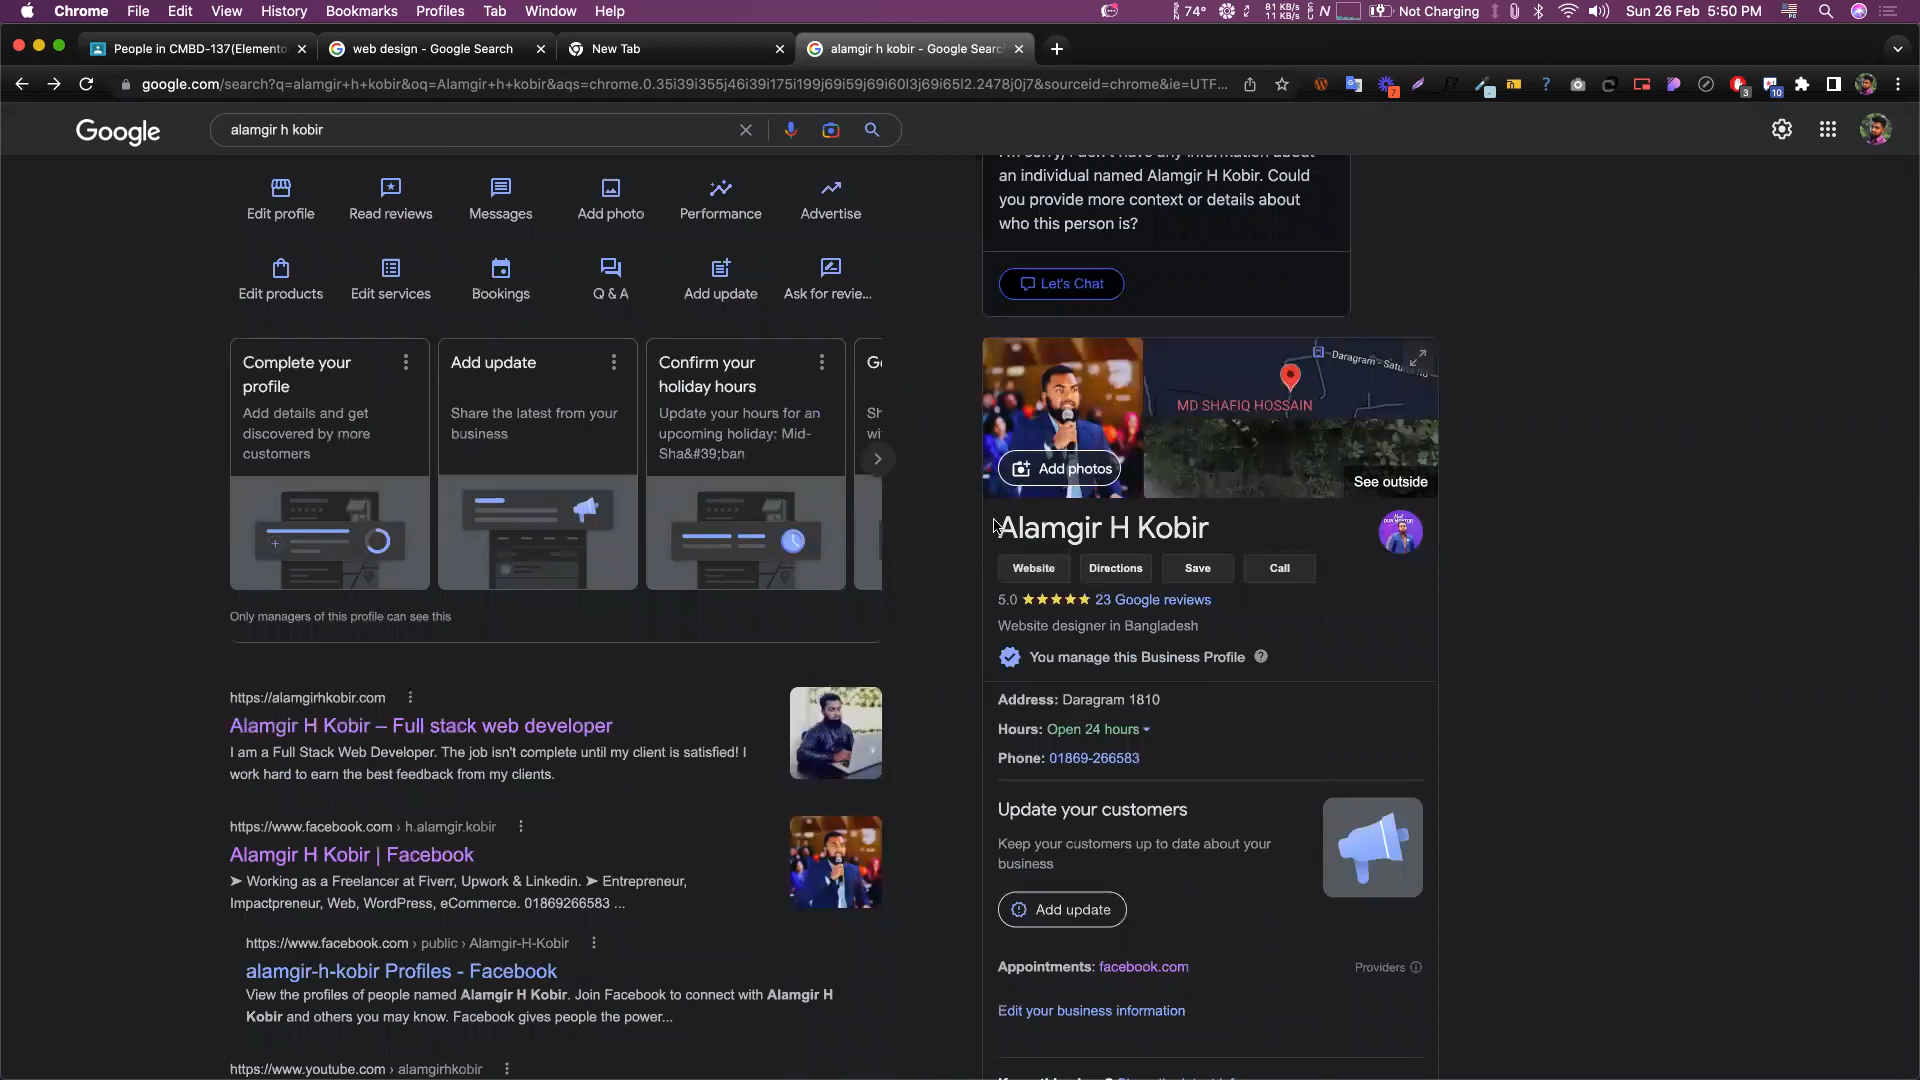 Chrome File Edit View History Bookmarks Profiles Tab Window Help
74° 81 KB/s 11 KB/s Not Charging Sun 26 Feb 5:50 PM
People in CMBD-137(Elemento
web design - Google Search
New Tab
alamgir h kobir - Google Searc
google.com/search?q=alamgir+h+kobir&oq=Alamgir+h+kobir&aqs=chrome.0.35i39i355j46i39i175i199j69i59j69i60l3j69i65l2.2478j0j7&sourceid=chrome&ie=UTF...
Google
alamgir h kobir
Edit profile
Read reviews
Messages
Add photo
Performance
Advertise
Edit products
Edit services
Bookings
Q & A
Add update
Ask for revie...
Complete your
profile
Add details and get
discovered by more
customers
Add update
Share the latest from your
business
Confirm your
holiday hours
Update your hours for an
upcoming holiday: Mid-
Sha&#39;ban
Only managers of this profile can see this
https://alamgirhkobir.com
Alamgir H Kobir – Full stack web developer
I am a Full Stack Web Developer. The job isn't complete until my client is satisfied! I
work hard to earn the best feedback from my clients.
https://www.facebook.com › h.alamgir.kobir
Alamgir H Kobir | Facebook
➤ Working as a Freelancer at Fiverr, Upwork & Linkedin. ➤ Entrepreneur,
Impactpreneur, Web, WordPress, eCommerce. 01869266583 ...
https://www.facebook.com › public › Alamgir-H-Kobir
alamgir-h-kobir Profiles - Facebook
View the profiles of people named Alamgir H Kobir. Join Facebook to connect with Alamgir H
Kobir and others you may know. Facebook gives people the power...
https://www.youtube.com › alamgirhkobir
I'm sorry, I don't have any information about
an individual named Alamgir H Kobir. Could
you provide more context or details about
who this person is?
Let's Chat
Daragram - Satu
MD SHAFIQ HOSSAIN
Add photos
See outside
Alamgir H Kobir
Website
Directions
Save
Call
5.0 ★★★★★ 23 Google reviews
Website designer in Bangladesh
You manage this Business Profile
Address: Daragram 1810
Hours: Open 24 hours
Phone: 01869-266583
Update your customers
Keep your customers up to date about your
business
Add update
Appointments: facebook.com
Providers
Edit your business information